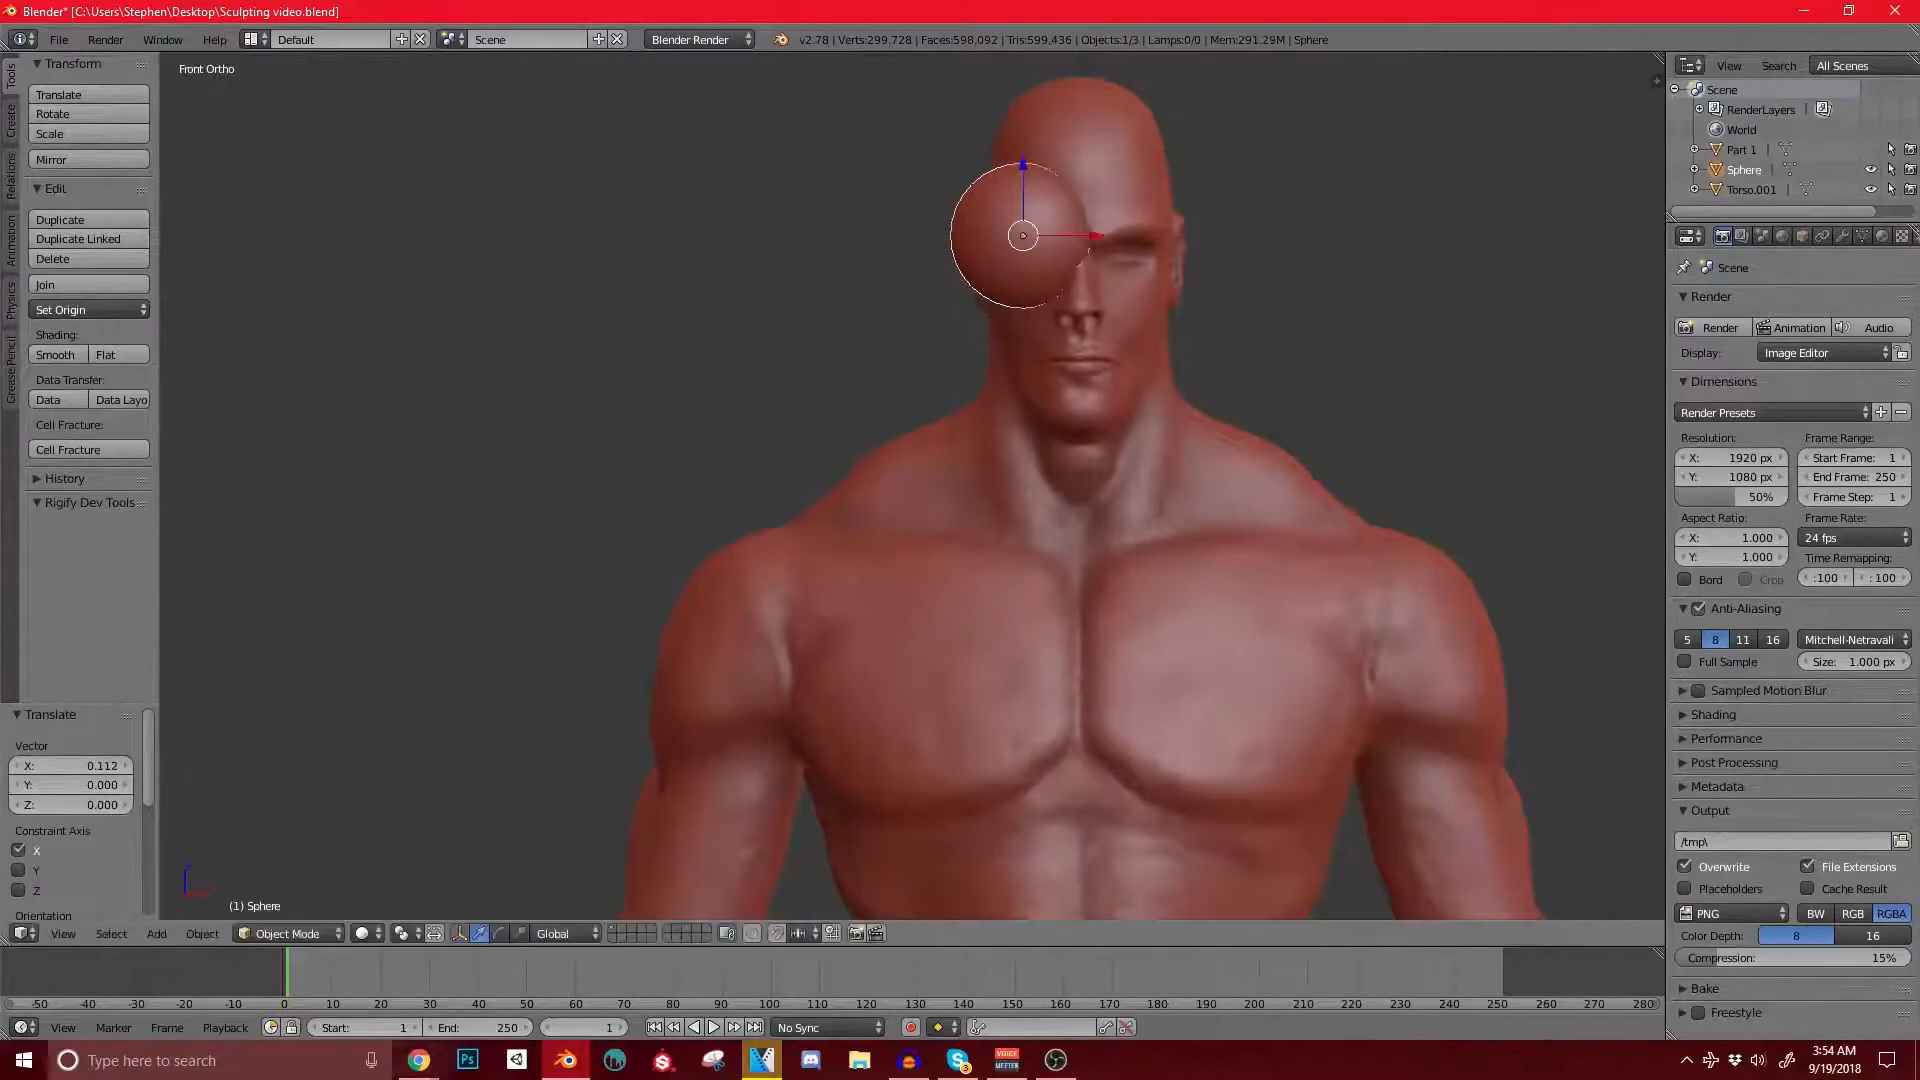 Blender* [C:\Users\Stephen\Desktop\Sculpting video.blend]
File Render Window Help Default Scene Blender Render v2.78 | Verts:299,728 | Faces:598,092 | Tris:599,436 | Objects:1/3 | Lamps:0/0 | Mem:291.29M | Sphere
Tools
Create
Relations
Animation
Physics
Grease Pencil
Transform
Translate
Rotate
Scale
Mirror
Edit
Duplicate
Duplicate Linked
Delete
Join
Set Origin
Shading:
Smooth Flat
Data Transfer:
Data Data Layo
Cell Fracture:
Cell Fracture
History
Rigify Dev Tools
Translate
Vector
X: 0.112
Y: 0.000
Z: 0.000
Constraint Axis
X
Y
Z
Orientation
Front Ortho
(1) Sphere
View Select Add Object Object Mode Global
-50 -40 -30 -20 -10 0 10 20 30 40 50 60 70 80 90 100 110 120 130 140 150 160 170 180 190 200 210 220 230 240 250 260 270 280
View Marker Frame Playback Start: 1 End: 250 1 No Sync
View Search All Scenes
Scene
RenderLayers
World
Part 1
Sphere
Torso.001
Scene
Render
Render Animation Audio
Display: Image Editor
Dimensions
Render Presets
Resolution: Frame Range:
X: 1920 px Start Frame: 1
Y: 1080 px End Frame: 250
50% Frame Step: 1
Aspect Ratio: Frame Rate:
X: 1.000 24 fps
Y: 1.000 Time Remapping:
Bord Crop :100 :100
Anti-Aliasing
5 8 11 16 Mitchell-Netravali
Full Sample Size: 1.000 px
Sampled Motion Blur
Shading
Performance
Post Processing
Metadata
Output
/tmp\
Overwrite File Extensions
Placeholders Cache Result
PNG BW RGB RGBA
Color Depth: 8 16
Compression: 15%
Bake
Freestyle
Type here to search
Ps
VOICE
MEETER
3:54 AM
9/19/2018